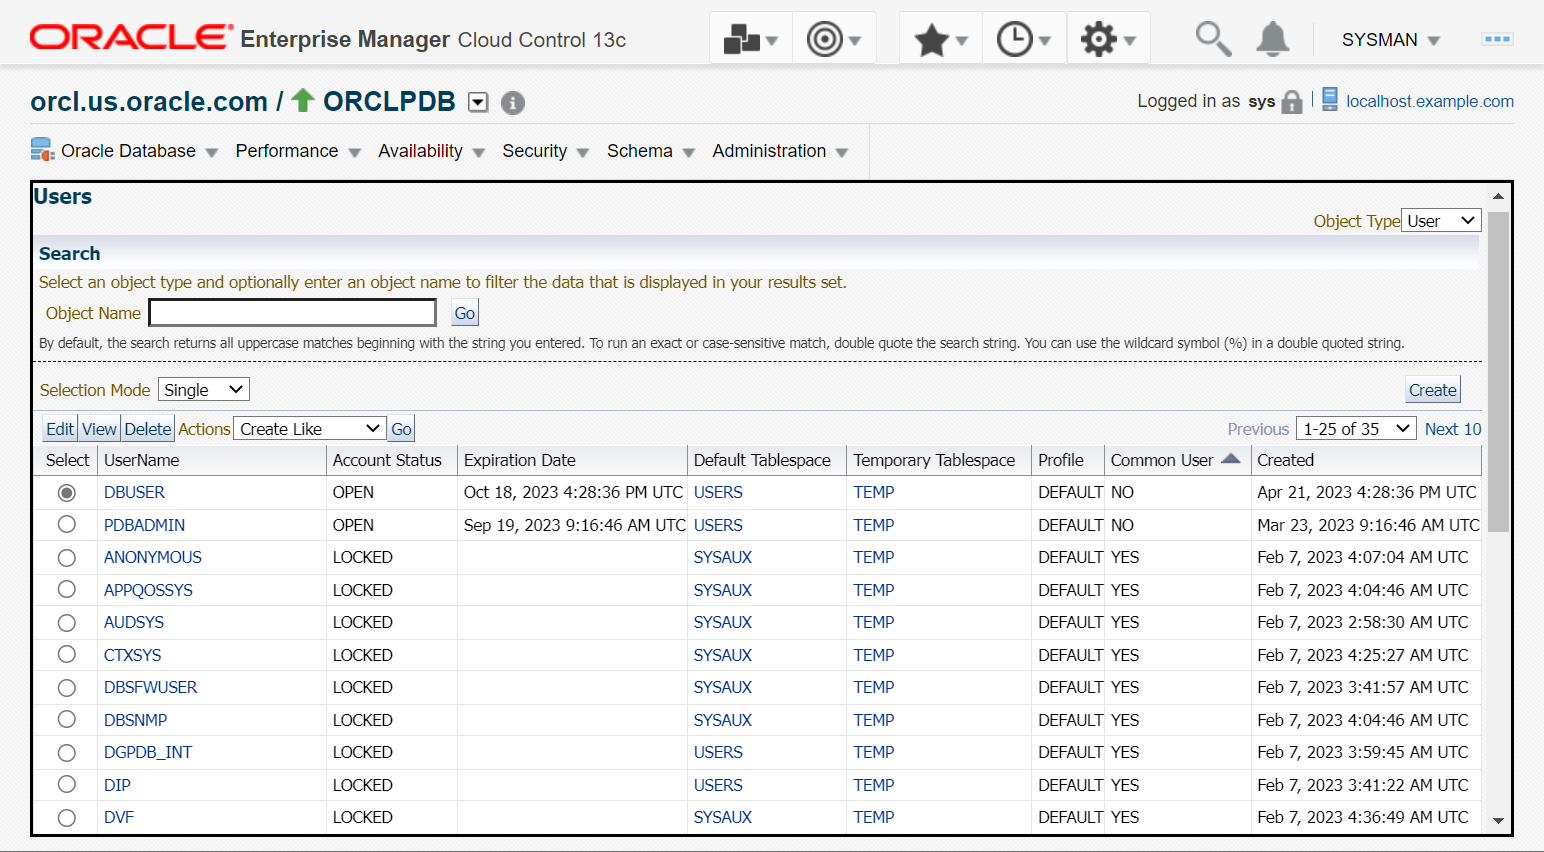 ORACLE Enterprise Manager Cloud Control 13c SYSMAN
orcl.us.oracle.com / ORCLPDB
Logged in as sys localhost.example.com
Oracle Database Performance Availability Security Schema Administration
Users
Object Type User
Search
Select an object type and optionally enter an object name to filter the data that is displayed in your results set.
Object Name Go
By default, the search returns all uppercase matches beginning with the string you entered. To run an exact or case-sensitive match, double quote the search string. You can use the wildcard symbol (%) in a double quoted string.
Selection Mode Single Create
Edit View Delete Actions Create Like Go Previous 1-25 of 35 Next 10
Select UserName Account Status Expiration Date Default Tablespace Temporary Tablespace Profile Common User Created
DBUSER OPEN Oct 18, 2023 4:28:36 PM UTC USERS TEMP DEFAULT NO Apr 21, 2023 4:28:36 PM UTC
PDBADMIN OPEN Sep 19, 2023 9:16:46 AM UTC USERS TEMP DEFAULT NO Mar 23, 2023 9:16:46 AM UTC
ANONYMOUS LOCKED SYSAUX TEMP DEFAULT YES Feb 7, 2023 4:07:04 AM UTC
APPQOSSYS LOCKED SYSAUX TEMP DEFAULT YES Feb 7, 2023 4:04:46 AM UTC
AUDSYS LOCKED SYSAUX TEMP DEFAULT YES Feb 7, 2023 2:58:30 AM UTC
CTXSYS LOCKED SYSAUX TEMP DEFAULT YES Feb 7, 2023 4:25:27 AM UTC
DBSFWUSER LOCKED SYSAUX TEMP DEFAULT YES Feb 7, 2023 3:41:57 AM UTC
DBSNMP LOCKED SYSAUX TEMP DEFAULT YES Feb 7, 2023 4:04:46 AM UTC
DGPDB_INT LOCKED USERS TEMP DEFAULT YES Feb 7, 2023 3:59:45 AM UTC
DIP LOCKED USERS TEMP DEFAULT YES Feb 7, 2023 3:41:22 AM UTC
DVF LOCKED SYSAUX TEMP DEFAULT YES Feb 7, 2023 4:36:49 AM UTC